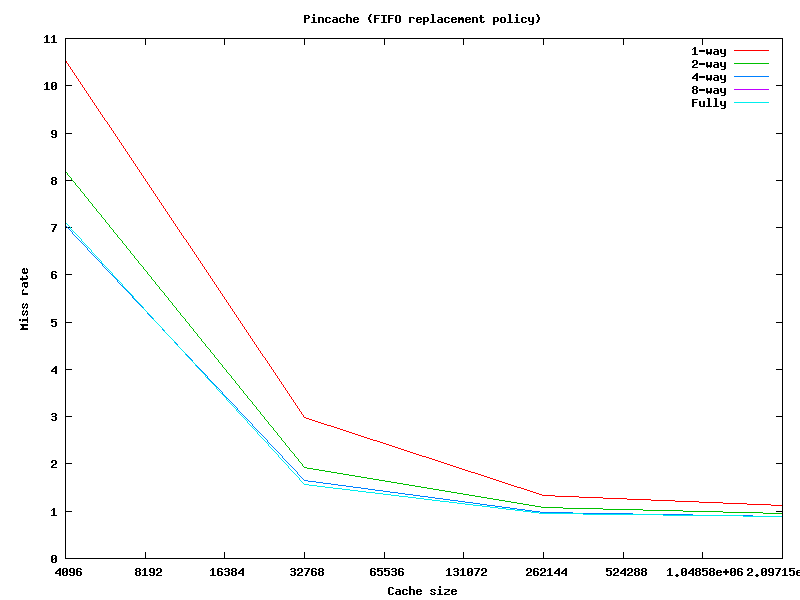 Pincache (FIFO replacement policy)
11
10
9
8
7
6
5
4
3
2
1
0
Miss rate
1-way
2-way
4-way
8-way
Fully
4096 8192 16384 32768 65536 131072 262144 524288 1.04858e+06 2.09715e
Cache size